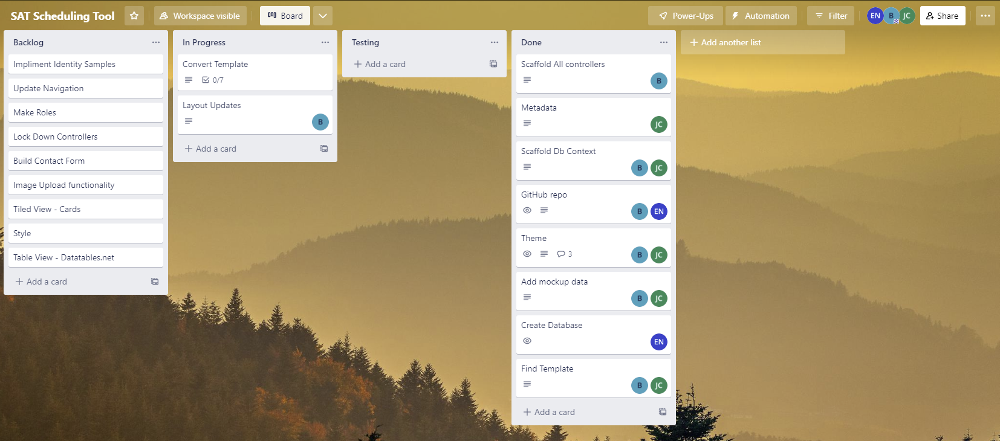 SAT Scheduling Tool
Workspace visible
Board
Power-Ups
Automation
Filter
EN
B
JC
Share
Backlog
Impliment Identity Samples
Update Navigation
Make Roles
Lock Down Controllers
Build Contact Form
Image Upload functionality
Tiled View - Cards
Style
Table View - Datatables.net
+ Add a card
In Progress
Convert Template
0/7
Layout Updates
B
+ Add a card
Testing
+ Add a card
Done
Scaffold All controllers
B
Metadata
JC
Scaffold Db Context
B JC
GitHub repo
B EN
Theme
3 B JC
Add mockup data
B JC
Create Database
EN
Find Template
B JC
+ Add a card
+ Add another list